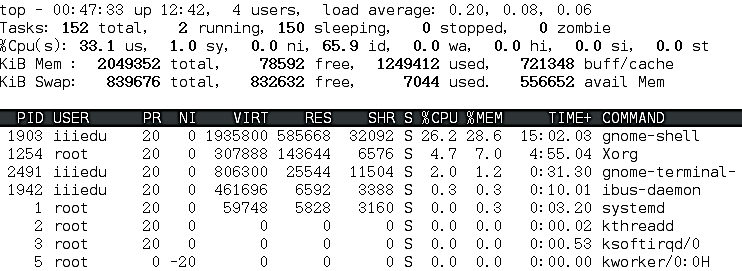 top - 00:47:33 up 12:42, 4 users, load average: 0.20, 0.08, 0.06
Tasks: 152 total, 2 running, 150 sleeping, 0 stopped, 0 zombie
%Cpu(s): 33.1 us, 1.0 sy, 0.0 ni, 65.9 id, 0.0 wa, 0.0 hi, 0.0 si, 0.0 st
KiB Mem : 2049352 total, 78592 free, 1249412 used, 721348 buff/cache
KiB Swap: 839676 total, 832632 free, 7044 used. 556652 avail Mem
PID USER PR NI VIRT RES SHR S %CPU %MEM TIME+ COMMAND
1903 iiiedu 20 0 1935800 585668 32092 S 26.2 28.6 15:02.03 gnome-shell
1254 root 20 0 307888 143644 6576 S 4.7 7.0 4:55.04 Xorg
2491 iiiedu 20 0 806300 25544 11504 S 2.0 1.2 0:31.30 gnome-terminal-
1942 iiiedu 20 0 461696 6592 3388 S 0.3 0.3 0:10.01 ibus-daemon
1 root 20 0 59748 5828 3160 S 0.0 0.3 0:03.20 systemd
2 root 20 0 0 0 0 S 0.0 0.0 0:00.02 kthreadd
3 root 20 0 0 0 0 S 0.0 0.0 0:00.53 ksoftirqd/0
5 root 0 -20 0 0 0 S 0.0 0.0 0:00.00 kworker/0:0H